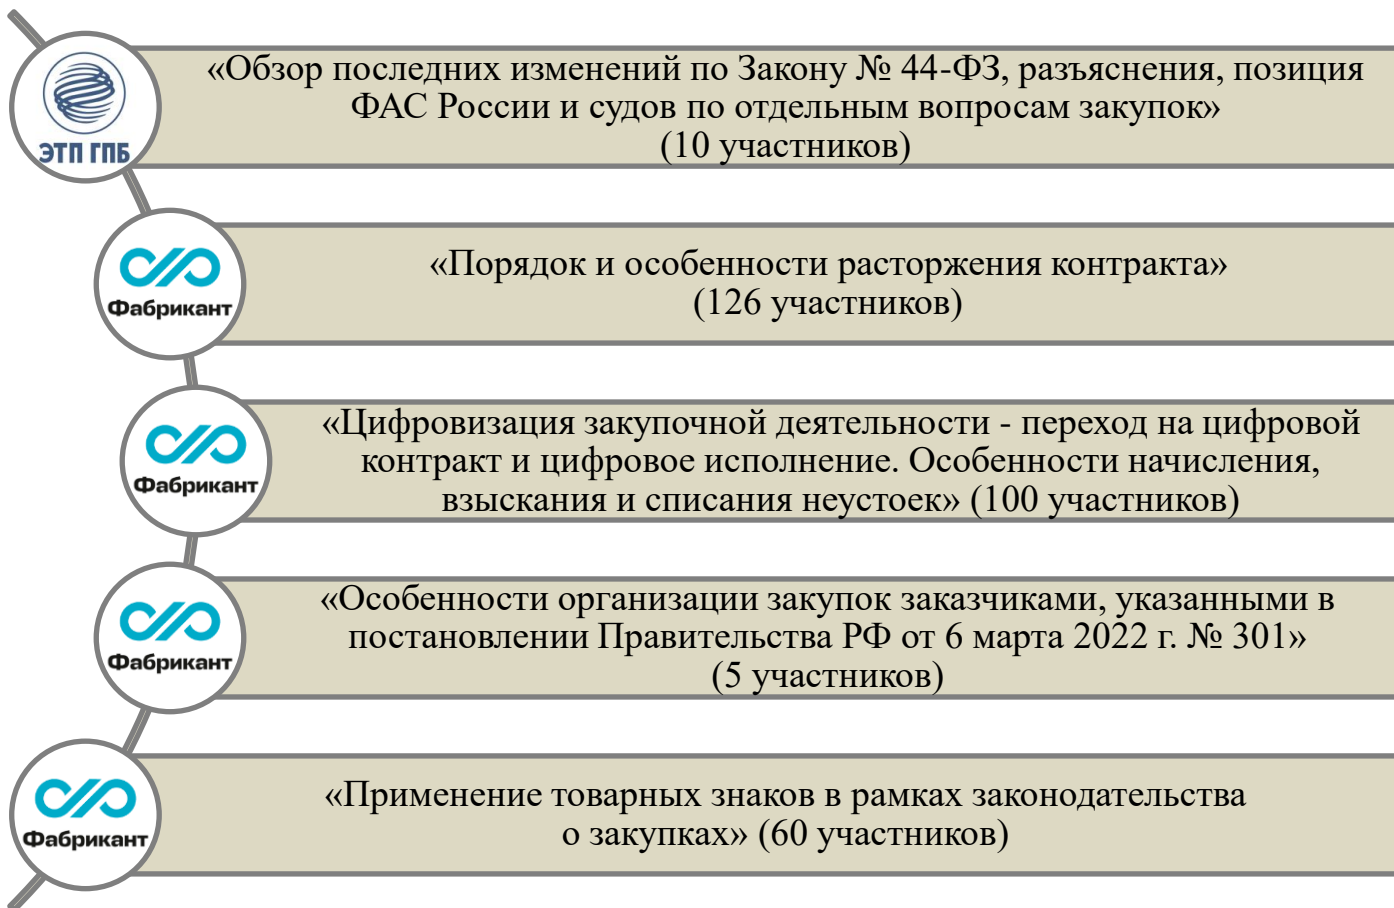 «Обзор последних изменений по Закону № 44-ФЗ, разъяснения, позиция
ФАС России и судов по отдельным вопросам закупок»
(10 участников)
ЭТП ГПБ
«Порядок и особенности расторжения контракта»
(126 участников)
Фабрикант
«Цифровизация закупочной деятельности - переход на цифровой
контракт и цифровое исполнение. Особенности начисления,
взыскания и списания неустоек» (100 участников)
Фабрикант
«Особенности организации закупок заказчиками, указанными в
постановлении Правительства РФ от 6 марта 2022 г. № 301»
(5 участников)
Фабрикант
«Применение товарных знаков в рамках законодательства
о закупках» (60 участников)
Фабрикант